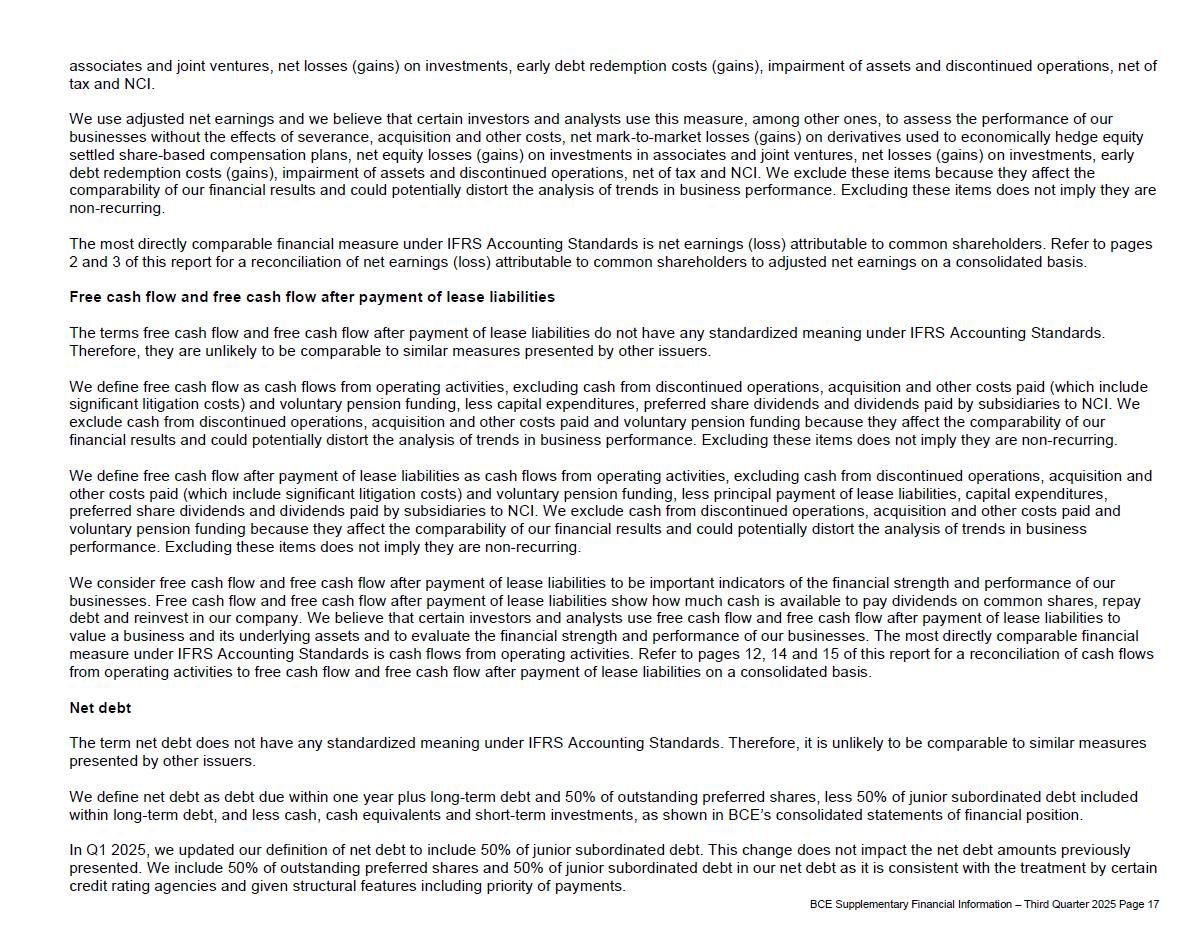 associates and joint ventures, net losses (gains) on investments, early debt redemption costs (gains), impairment of assets and discontinued operations, net of
tax and NCI.
We use adjusted net earnings and we believe that certain investors and analysts use this measure, among other ones, to assess the performance of our
businesses without the effects of severance, acquisition and other costs, net mark-to-market losses (gains) on derivatives used to economically hedge equity
settled share-based compensation plans, net equity losses (gains) on investments in associates and joint ventures, net losses (gains) on investments, early
debt redemption costs (gains), impairment of assets and discontinued operations, net of tax and NCI. We exclude these items because they affect the
comparability of our financial results and could potentially distort the analysis of trends in business performance. Excluding these items does not imply they are
non-recurring.
The most directly comparable financial measure under IFRS Accounting Standards is net earnings (loss) attributable to common shareholders. Refer to pages
2 and 3 of this report for a reconciliation of net earnings (loss) attributable to common shareholders to adjusted net earnings on a consolidated basis.
Free cash flow and free cash flow after payment of lease liabilities
The terms free cash flow and free cash flow after payment of lease liabilities do not have any standardized meaning under IFRS Accounting Standards.
Therefore, they are unlikely to be comparable to similar measures presented by other issuers.
We define free cash flow as cash flows from operating activities, excluding cash from discontinued operations, acquisition and other costs paid (which include
significant litigation costs) and voluntary pension funding, less capital expenditures, preferred share dividends and dividends paid by subsidiaries to NCI. We
exclude cash from discontinued operations, acquisition and other costs paid and voluntary pension funding because they affect the comparability of our
financial results and could potentially distort the analysis of trends in business performance. Excluding these items does not imply they are non-recurring.
We define free cash flow after payment of lease liabilities as cash flows from operating activities, excluding cash from discontinued operations, acquisition and
other costs paid (which include significant litigation costs) and voluntary pension funding, less principal payment of lease liabilities, capital expenditures,
preferred share dividends and dividends paid by subsidiaries to NCI. We exclude cash from discontinued operations, acquisition and other costs paid and
voluntary pension funding because they affect the comparability of our financial results and could potentially distort the analysis of trends in business
performance. Excluding these items does not imply they are non-recurring.
We consider free cash flow and free cash flow after payment of lease liabilities to be important indicators of the financial strength and performance of our
businesses. Free cash flow and free cash flow after payment of lease liabilities show how much cash is available to pay dividends on common shares, repay
debt and reinvest in our company. We believe that certain investors and analysts use free cash flow and free cash flow after payment of lease liabilities to
value a business and its underlying assets and to evaluate the financial strength and performance of our businesses. The most directly comparable financial
measure under IFRS Accounting Standards is cash flows from operating activities. Refer to pages 12, 14 and 15 of this report for a reconciliation of cash flows
from operating activities to free cash flow and free cash flow after payment of lease liabilities on a consolidated basis.
Net debt
The term net debt does not have any standardized meaning under IFRS Accounting Standards. Therefore, it is unlikely to be comparable to similar measures
presented by other issuers.
We define net debt as debt due within one year plus long-term debt and 50% of outstanding preferred shares, less 50% of junior subordinated debt included
within long-term debt, and less cash, cash equivalents and short-term investments, as shown in BCE's consolidated statements of financial position.
In Q1 2025, we updated our definition of net debt to include 50% of junior subordinated debt. This change does not impact the net debt amounts previously
presented. We include 50% of outstanding preferred shares and 50% of junior subordinated debt in our net debt as it is consistent with the treatment by certain
credit rating agencies and given structural features including priority of payments.
BCE Supplementary Financial Information – Third Quarter 2025 Page 17